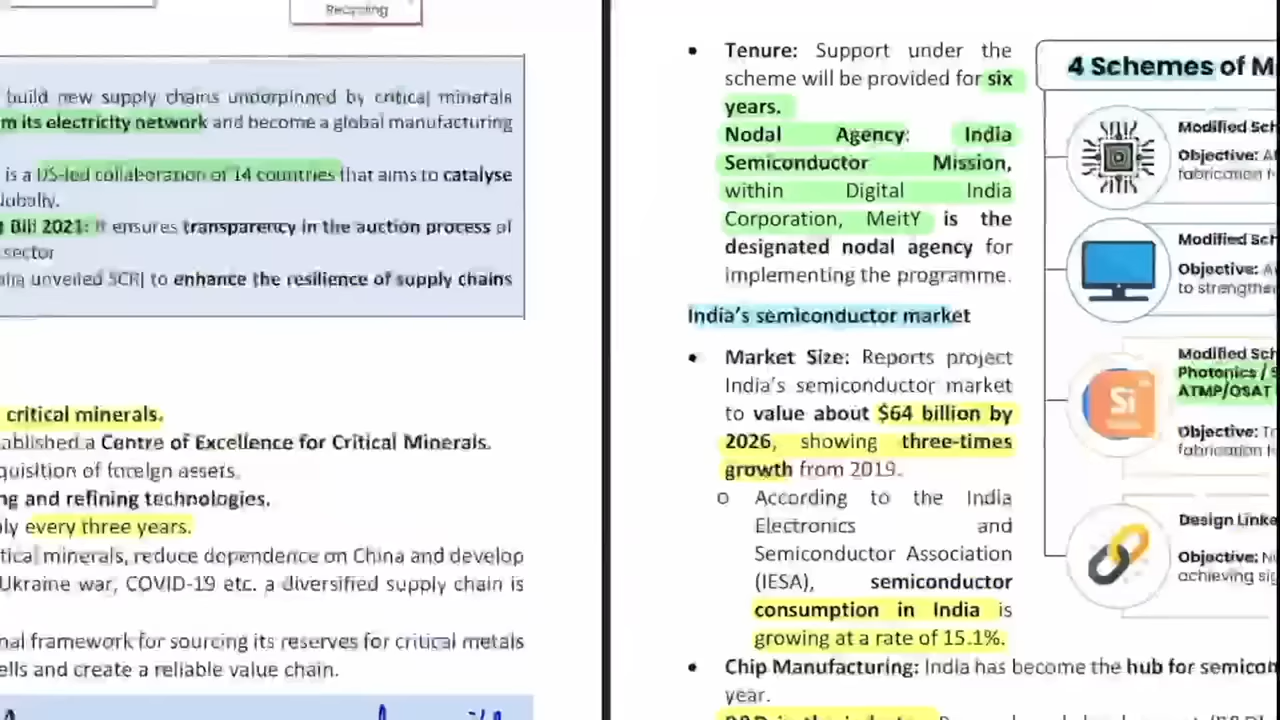 Recycling
build new supply chains underpinned by critical minerals
m its electricity network and become a global manufacturing
is a US-led collaboration of 14 countries that aims to catalyse
lobally.
g Bill 2021: It ensures transparency in the auction process of
sector
unveiled SCRI to enhance the resilience of supply chains
critical minerals.
ablished a Centre of Excellence for Critical Minerals.
quisition of foreign assets.
ng and refining technologies.
ly every three years.
tical minerals, reduce dependence on China and develop
Ukraine war, COVID-19 etc. a diversified supply chain is
nal framework for sourcing its reserves for critical metals
ells and create a reliable value chain.
• Tenure: Support under the
scheme will be provided for six
years.
Nodal Agency: India
Semiconductor Mission,
within Digital India
Corporation, MeitY is the
designated nodal agency for
implementing the programme.
India's semiconductor market
• Market Size: Reports project
India's semiconductor market
to value about $64 billion by
2026, showing three-times
growth from 2019.
o According to the India
Electronics and
Semiconductor Association
(IESA), semiconductor
consumption in India is
growing at a rate of 15.1%.
• Chip Manufacturing: India has become the hub for semicon
year.
4 Schemes of M
Modified Sch
Objective: A
fabrication f
Modified Sch
Objective: A
to strengthe
Modified Sch
Photonics / S
ATMP/OSAT
Si
Objective: T
fabrication f
Design Linke
Objective: N
achieving sig